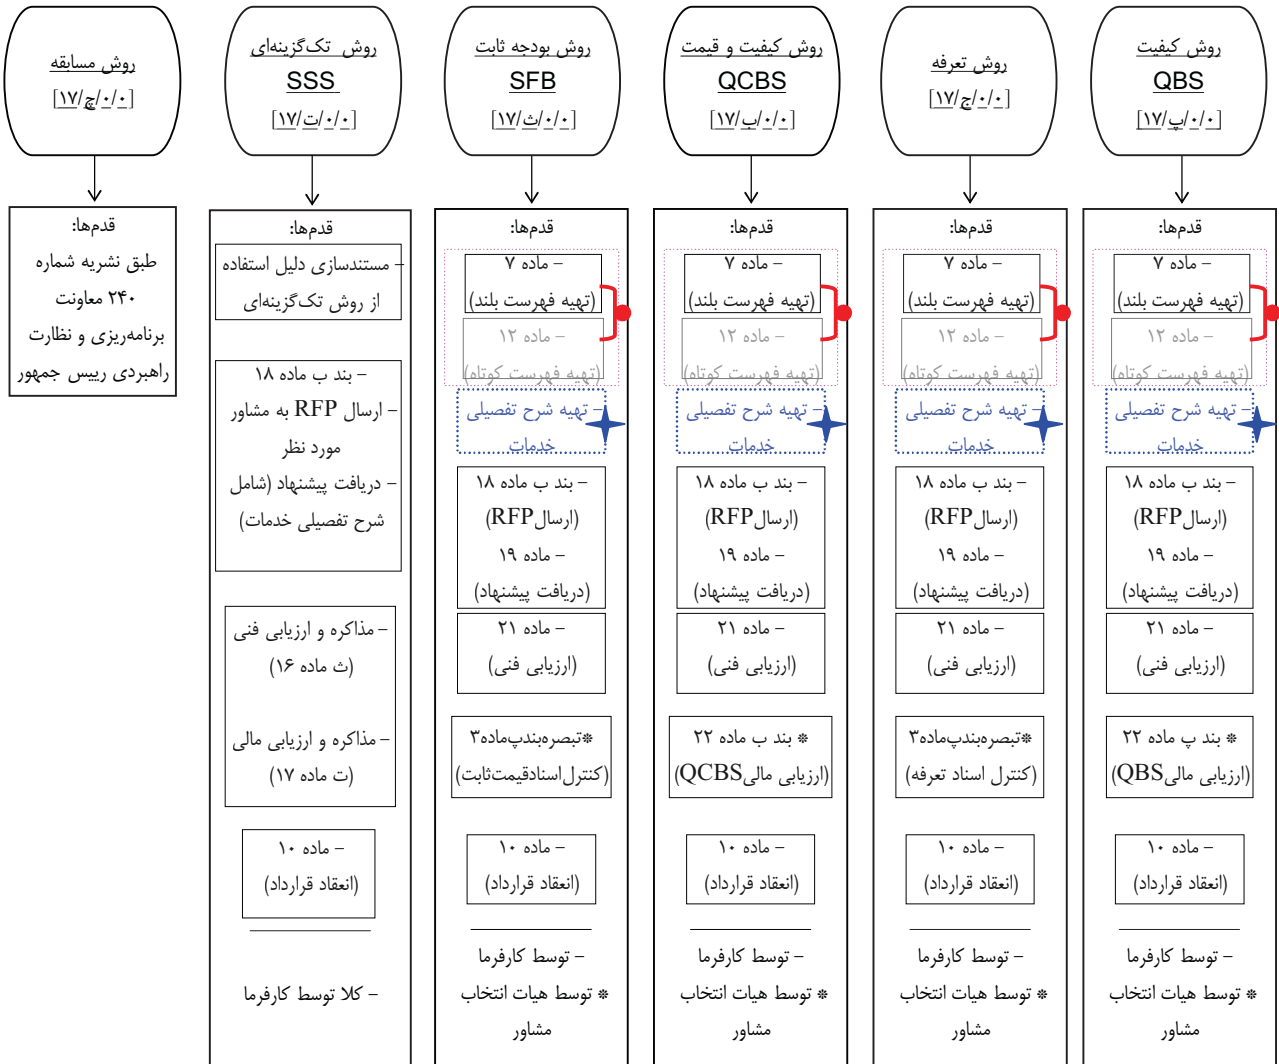 روش کیفیت
QBS
[۱۷/پ/۰/۰]
قدم‌ها:
– ماده ۷
(تهیه فهرست بلند)
– ماده ۱۲
(تهیه فهرست کوتاه)
– تهیه شرح تفصیلی
خدمات
– بند ب ماده ۱۸
(ارسال RFP)
– ماده ۱۹
(دریافت پیشنهاد)
– ماده ۲۱
(ارزیابی فنی)
* بند پ ماده ۲۲
(ارزیابی مالی QBS)
– ماده ۱۰
(انعقاد قرارداد)
– توسط کارفرما
* توسط هیات انتخاب
مشاور
روش تعرفه
[۱۷/ج/۰/۰]
قدم‌ها:
– ماده ۷
(تهیه فهرست بلند)
– ماده ۱۲
(تهیه فهرست کوتاه)
– تهیه شرح تفصیلی
خدمات
– بند ب ماده ۱۸
(ارسال RFP)
– ماده ۱۹
(دریافت پیشنهاد)
– ماده ۲۱
(ارزیابی فنی)
*تبصره‌بندپ‌ماده۳
(کنترل اسناد تعرفه)
– ماده ۱۰
(انعقاد قرارداد)
– توسط کارفرما
* توسط هیات انتخاب
مشاور
روش کیفیت و قیمت
QCBS
[۱۷/ب/۰/۰]
قدم‌ها:
– ماده ۷
(تهیه فهرست بلند)
– ماده ۱۲
(تهیه فهرست کوتاه)
– تهیه شرح تفصیلی
خدمات
– بند ب ماده ۱۸
(ارسال RFP)
– ماده ۱۹
(دریافت پیشنهاد)
– ماده ۲۱
(ارزیابی فنی)
* بند ب ماده ۲۲
(ارزیابی مالی QCBS)
– ماده ۱۰
(انعقاد قرارداد)
– توسط کارفرما
* توسط هیات انتخاب
مشاور
روش بودجه ثابت
SFB
[۱۷/ث/۰/۰]
قدم‌ها:
– ماده ۷
(تهیه فهرست بلند)
– ماده ۱۲
(تهیه فهرست کوتاه)
– تهیه شرح تفصیلی
خدمات
– بند ب ماده ۱۸
(ارسال RFP)
– ماده ۱۹
(دریافت پیشنهاد)
– ماده ۲۱
(ارزیابی فنی)
*تبصره‌بندپ‌ماده۳
(کنترل‌اسنادقیمت‌ثابت)
– ماده ۱۰
(انعقاد قرارداد)
– توسط کارفرما
* توسط هیات انتخاب
مشاور
روش تک‌گزینه‌ای
SSS
[۱۷/ت/۰/۰]
قدم‌ها:
– مستندسازی دلیل استفاده
از روش تک‌گزینه‌ای
– بند ب ماده ۱۸
– ارسال RFP به مشاور
مورد نظر
– دریافت پیشنهاد (شامل
شرح تفصیلی خدمات)
– مذاکره و ارزیابی فنی
(ث ماده ۱۶)
– مذاکره و ارزیابی مالی
(ت ماده ۱۷)
– ماده ۱۰
(انعقاد قرارداد)
– کلا توسط کارفرما
روش مسابقه
[۱۷/چ/۰/۰]
قدم‌ها:
طبق نشریه شماره
۲۴۰ معاونت
برنامه‌ریزی و نظارت
راهبردی رییس جمهور